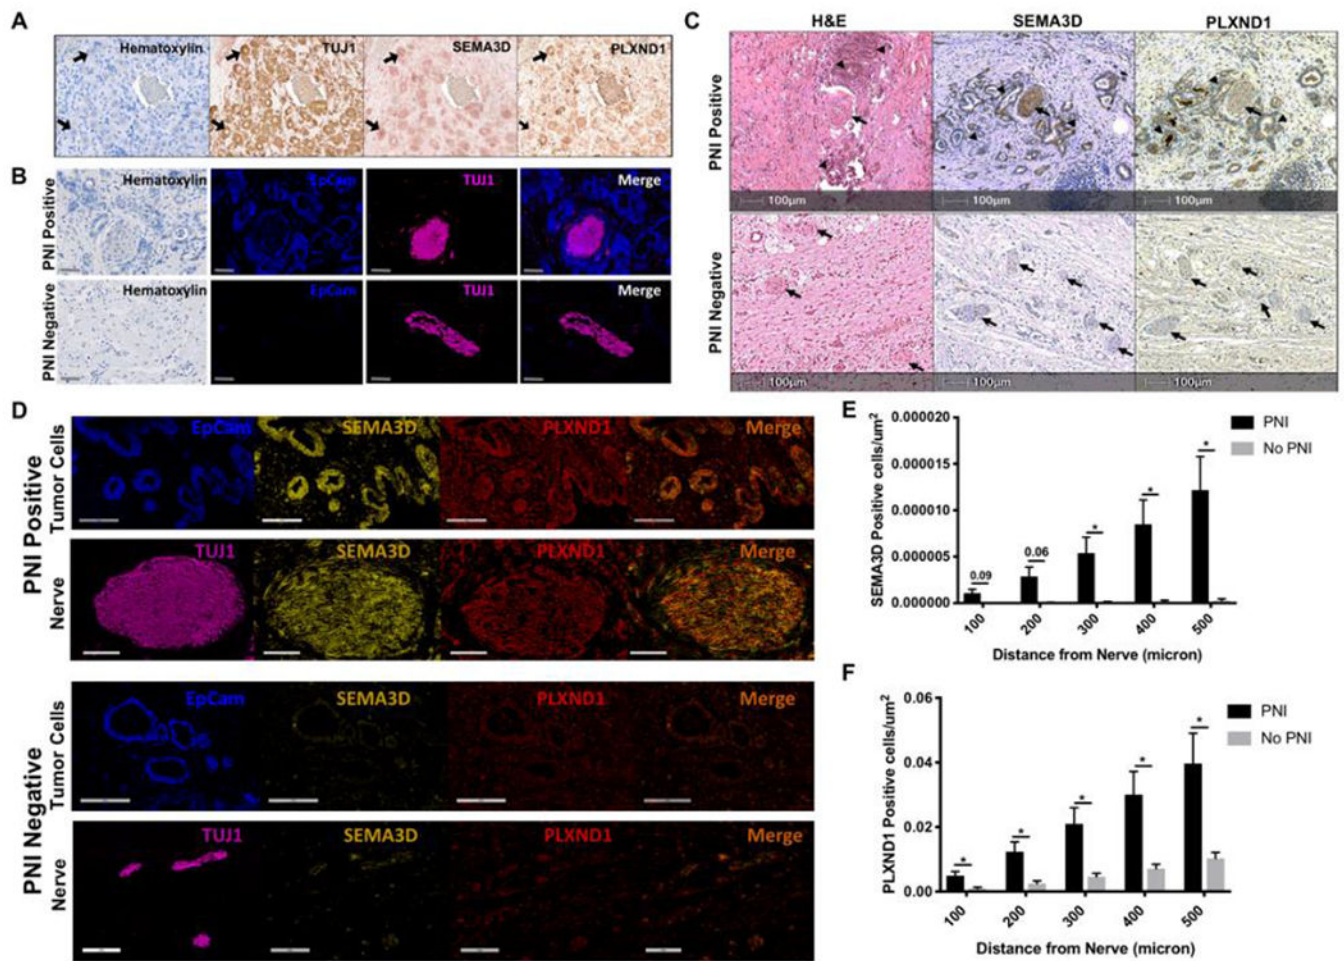 A
Hematoxylin TUJ1 SEMA3D PLXND1
B
PNI Positive
Hematoxylin EpCam TUJ1 Merge
PNI Negative
Hematoxylin EpCam TUJ1 Merge
C
H&E SEMA3D PLXND1
PNI Positive
100µm 100µm 100µm
PNI Negative
100µm 100µm 100µm
D
PNI Positive
Tumor Cells
EpCam SEMA3D PLXND1 Merge
Nerve
TUJ1 SEMA3D PLXND1 Merge
PNI Negative
Tumor Cells
EpCam SEMA3D PLXND1 Merge
Nerve
TUJ1 SEMA3D PLXND1 Merge
E
SEMA3D Positive cells/um²
0.000020
0.000015
0.000010
0.000005
0.000000
0.09 0.06 * * *
PNI
No PNI
100 200 300 400 500
Distance from Nerve (micron)
F
PLXND1 Positive cells/um²
0.06
0.04
0.02
0.00
* * * * *
PNI
No PNI
100 200 300 400 500
Distance from Nerve (micron)